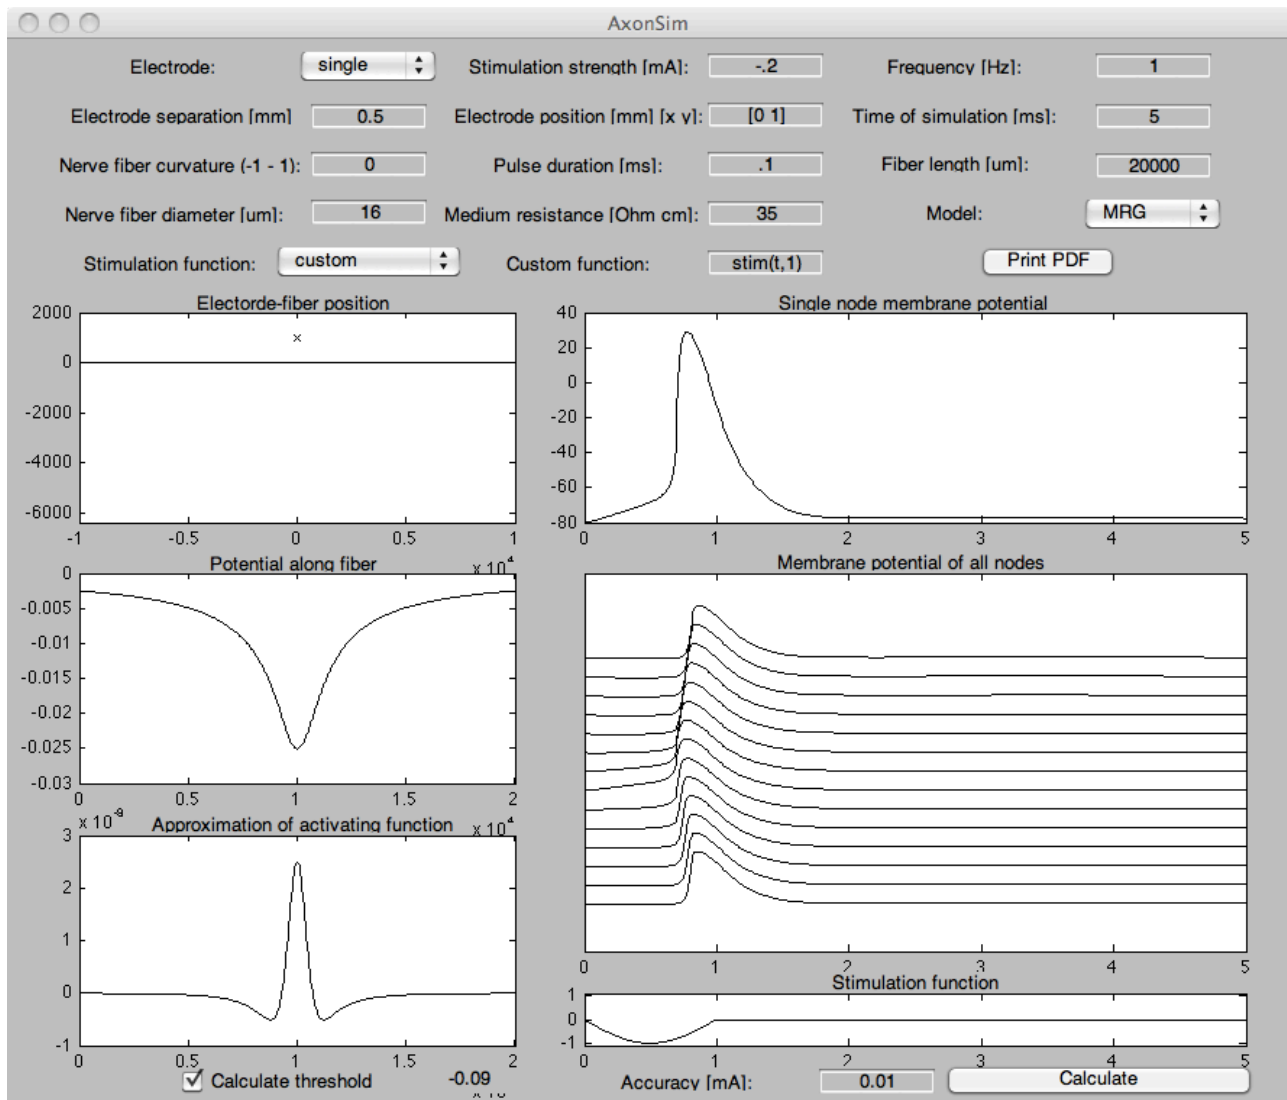 AxonSim
Electrode: single Stimulation strength [mA]: -.2 Frequency [Hz]: 1
Electrode separation [mm] 0.5 Electrode position [mm] [x y]: [0 1] Time of simulation [ms]: 5
Nerve fiber curvature (-1 - 1): 0 Pulse duration [ms]: .1 Fiber length [um]: 20000
Nerve fiber diameter [um]: 16 Medium resistance [Ohm cm]: 35 Model: MRG
Stimulation function: custom Custom function: stim(t,1) Print PDF
Electorde-fiber position
2000
0
-2000
-4000
-6000
-1 -0.5 0 0.5 1
x 10⁴
Single node membrane potential
40
20
0
-20
-40
-60
-80
0 1 2 3 4 5
Potential along fiber
0
-0.005
-0.01
-0.015
-0.02
-0.025
-0.03
0 0.5 1 1.5 2
x 10⁴
Membrane potential of all nodes
0 1 2 3 4 5
Approximation of activating function
x 10⁻⁹
3
2
1
0
-1
0 0.5 1 1.5 2
Stimulation function
1
0
-1
0 1 2 3 4 5
Calculate threshold -0.09 Accuracy [mA]: 0.01 Calculate